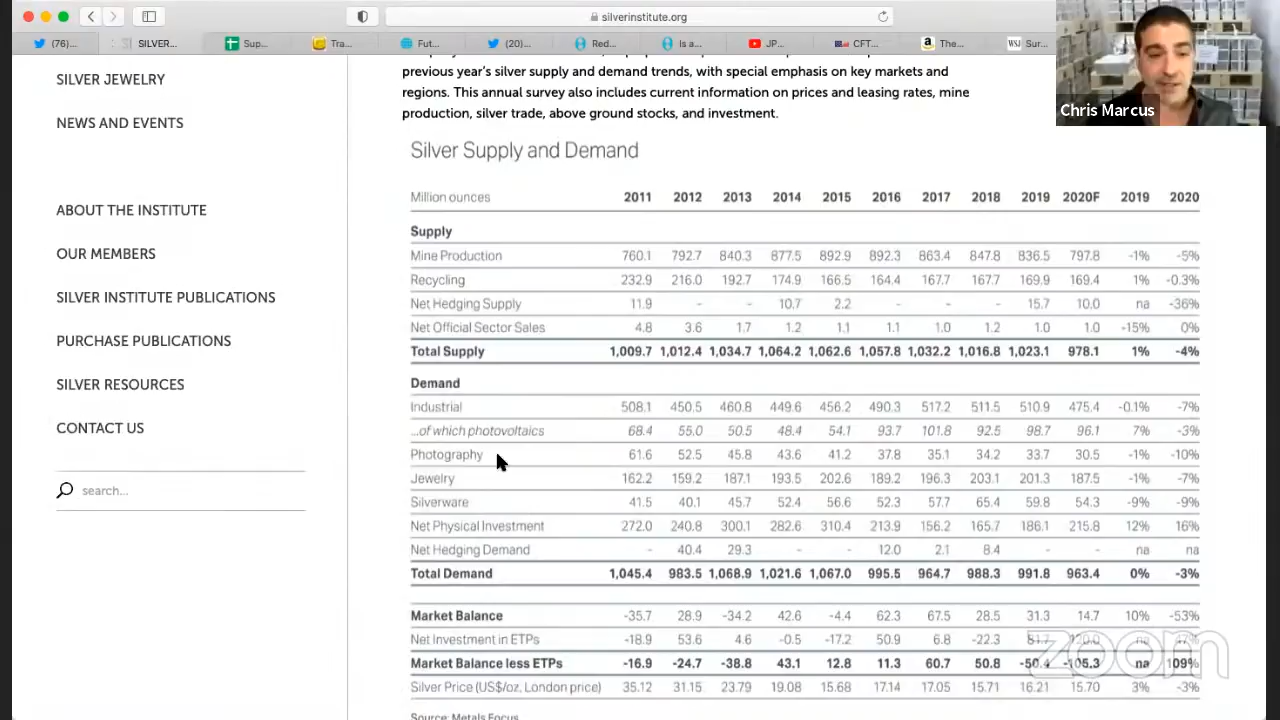 silverinstitute.org
(76)...
SILVER...
Sup...
Tra...
Fut...
(20)...
Red...
Is a...
JP...
CFT...
The...
WSJ Sur...
Chris Marcus
SILVER JEWELRY
NEWS AND EVENTS
ABOUT THE INSTITUTE
OUR MEMBERS
SILVER INSTITUTE PUBLICATIONS
PURCHASE PUBLICATIONS
SILVER RESOURCES
CONTACT US
search...
previous year's silver supply and demand trends, with special emphasis on key markets and
regions. This annual survey also includes current information on prices and leasing rates, mine
production, silver trade, above ground stocks, and investment.
Silver Supply and Demand
Million ounces 2011 2012 2013 2014 2015 2016 2017 2018 2019 2020F 2019 2020
Supply
Mine Production 760.1 792.7 840.3 877.5 892.9 892.3 863.4 847.8 836.5 797.8 -1% -5%
Recycling 232.9 216.0 192.7 174.9 166.5 164.4 167.7 167.7 169.9 169.4 1% -0.3%
Net Hedging Supply 11.9 - - 10.7 2.2 - - - 15.7 10.0 na -36%
Net Official Sector Sales 4.8 3.6 1.7 1.2 1.1 1.1 1.0 1.2 1.0 1.0 -15% 0%
Total Supply 1,009.7 1,012.4 1,034.7 1,064.2 1,062.6 1,057.8 1,032.2 1,016.8 1,023.1 978.1 1% -4%
Demand
Industrial 508.1 450.5 460.8 449.6 456.2 490.3 517.2 511.5 510.9 475.4 -0.1% -7%
...of which photovoltaics 68.4 55.0 50.5 48.4 54.1 93.7 101.8 92.5 98.7 96.1 7% -3%
Photography 61.6 52.5 45.8 43.6 41.2 37.8 35.1 34.2 33.7 30.5 -1% -10%
Jewelry 162.2 159.2 187.1 193.5 202.6 189.2 196.3 203.1 201.3 187.5 -1% -7%
Silverware 41.5 40.1 45.7 52.4 56.6 52.3 57.7 65.4 59.8 54.3 -9% -9%
Net Physical Investment 272.0 240.8 300.1 282.6 310.4 213.9 156.2 165.7 186.1 215.8 12% 16%
Net Hedging Demand - 40.4 29.3 - - 12.0 2.1 8.4 - - na na
Total Demand 1,045.4 983.5 1,068.9 1,021.6 1,067.0 995.5 964.7 988.3 991.8 963.4 0% -3%
Market Balance -35.7 28.9 -34.2 42.6 -4.4 62.3 67.5 28.5 31.3 14.7 10% -53%
Net Investment in ETPs -18.9 53.6 4.6 -0.5 -17.2 50.9 6.8 -22.3 na
Market Balance less ETPs -16.9 -24.7 -38.8 43.1 12.8 11.3 60.7 50.8 -50.4 -105.3 na 109%
Silver Price (US$/oz, London price) 35.12 31.15 23.79 19.08 15.68 17.14 17.05 15.71 16.21 15.70 3% -3%
Source: Metals Focus
zoom